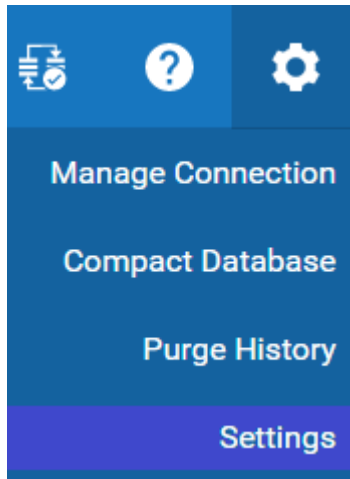 Manage Connection
Compact Database
Purge History
Settings